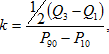 k = ½(Q₃ − Q₁) / (P₉₀ − P₁₀),